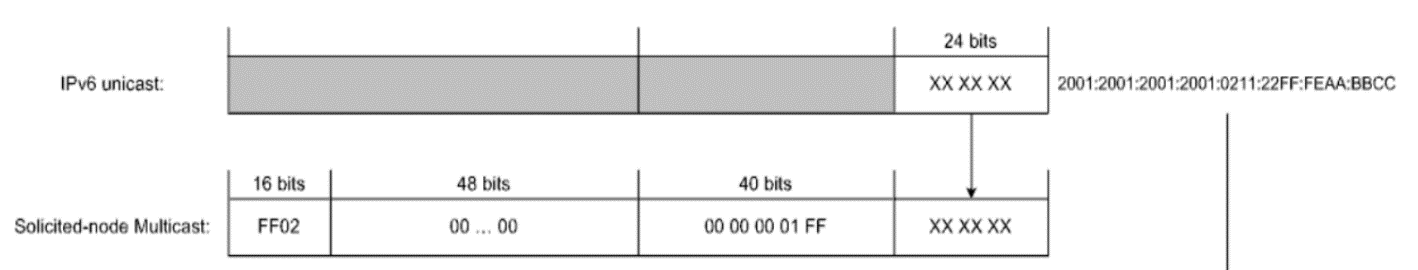 24 bits
IPv6 unicast: XX XX XX 2001:2001:2001:2001:0211:22FF:FEAA:BBCC
16 bits 48 bits 40 bits
Solicited-node Multicast: FF02 00 ... 00 00 00 00 01 FF XX XX XX